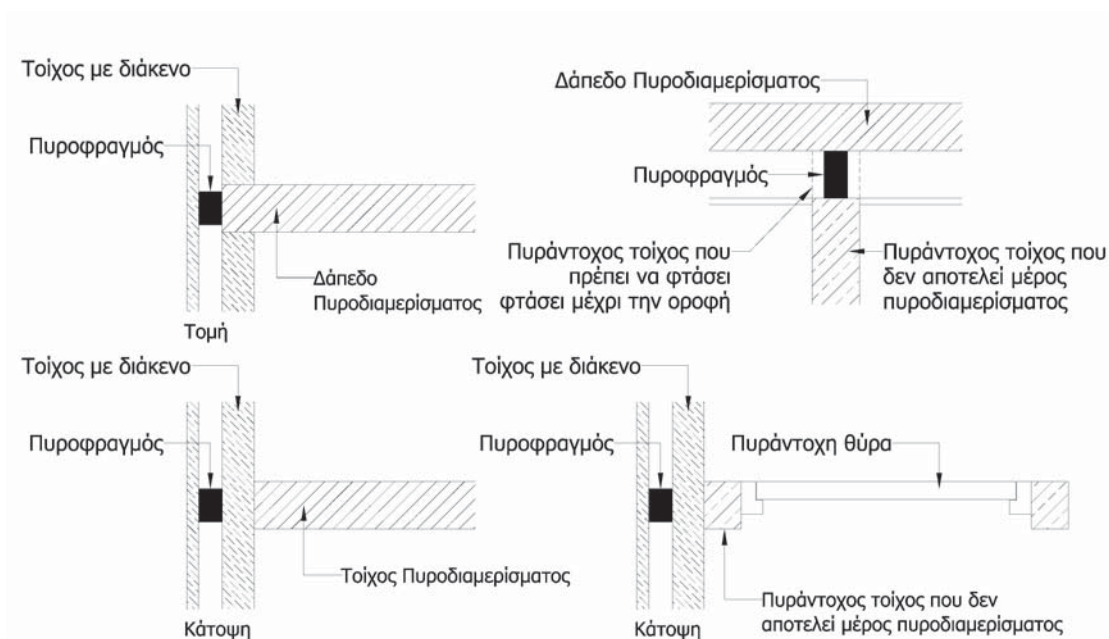 Τοίχος με διάκενο
Πυροφραγμός
Δάπεδο
Πυροδιαμερίσματος
Τομή
Δάπεδο Πυροδιαμερίσματος
Πυροφραγμός
Πυράντοχος τοίχος που
πρέπει να φτάσει
φτάσει μέχρι την οροφή
Πυράντοχος τοίχος που
δεν αποτελεί μέρος
πυροδιαμερίσματος
Τοίχος με διάκενο
Πυροφραγμός
Τοίχος Πυροδιαμερίσματος
Κάτοψη
Τοίχος με διάκενο
Πυροφραγμός
Πυράντοχη θύρα
Πυράντοχος τοίχος που δεν
αποτελεί μέρος πυροδιαμερίσματος
Κάτοψη